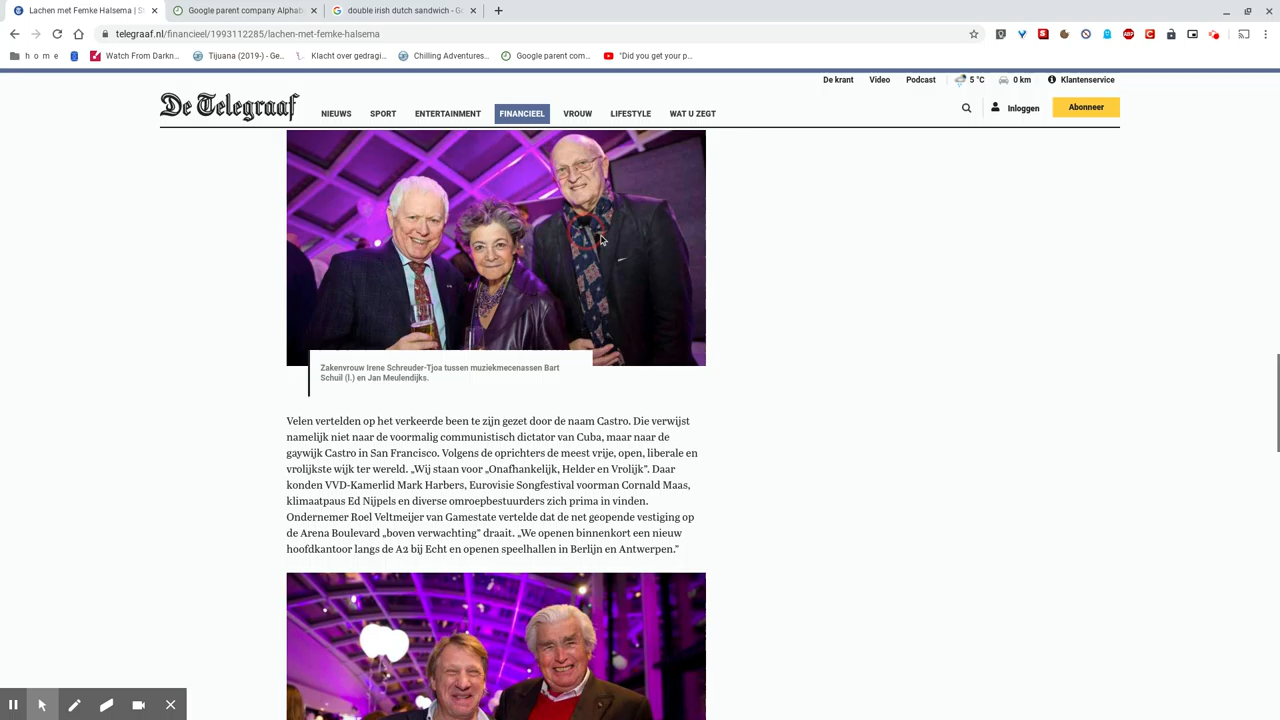 Lachen met Femke Halsema | St
Google parent company Alphab
double irish dutch sandwich - Go
telegraaf.nl/financieel/1993112285/lachen-met-femke-halsema
h o m e
Watch From Darkn...
Tijuana (2019-) - Ge...
Klacht over gedragi...
Chilling Adventures...
Google parent com...
"Did you get your p...
De krant Video Podcast 5 °C 0 km Klantenservice
De Telegraaf
NIEUWS SPORT ENTERTAINMENT FINANCIEEL VROUW LIFESTYLE WAT U ZEGT
Inloggen
Abonneer
Zakenvrouw Irene Schreuder-Tjoa tussen muziekmecenassen Bart
Schuil (l.) en Jan Meulendijks.
Velen vertelden op het verkeerde been te zijn gezet door de naam Castro. Die verwijst
namelijk niet naar de voormalig communistisch dictator van Cuba, maar naar de
gaywijk Castro in San Francisco. Volgens de oprichters de meest vrije, open, liberale en
vrolijkste wijk ter wereld. „Wij staan voor „Onafhankelijk, Helder en Vrolijk”. Daar
konden VVD-Kamerlid Mark Harbers, Eurovisie Songfestival voorman Cornald Maas,
klimaatpaus Ed Nijpels en diverse omroepbestuurders zich prima in vinden.
Ondernemer Roel Veltmeijer van Gamestate vertelde dat de net geopende vestiging op
de Arena Boulevard „boven verwachting” draait. „We openen binnenkort een nieuw
hoofdkantoor langs de A2 bij Echt en openen speelhallen in Berlijn en Antwerpen.”